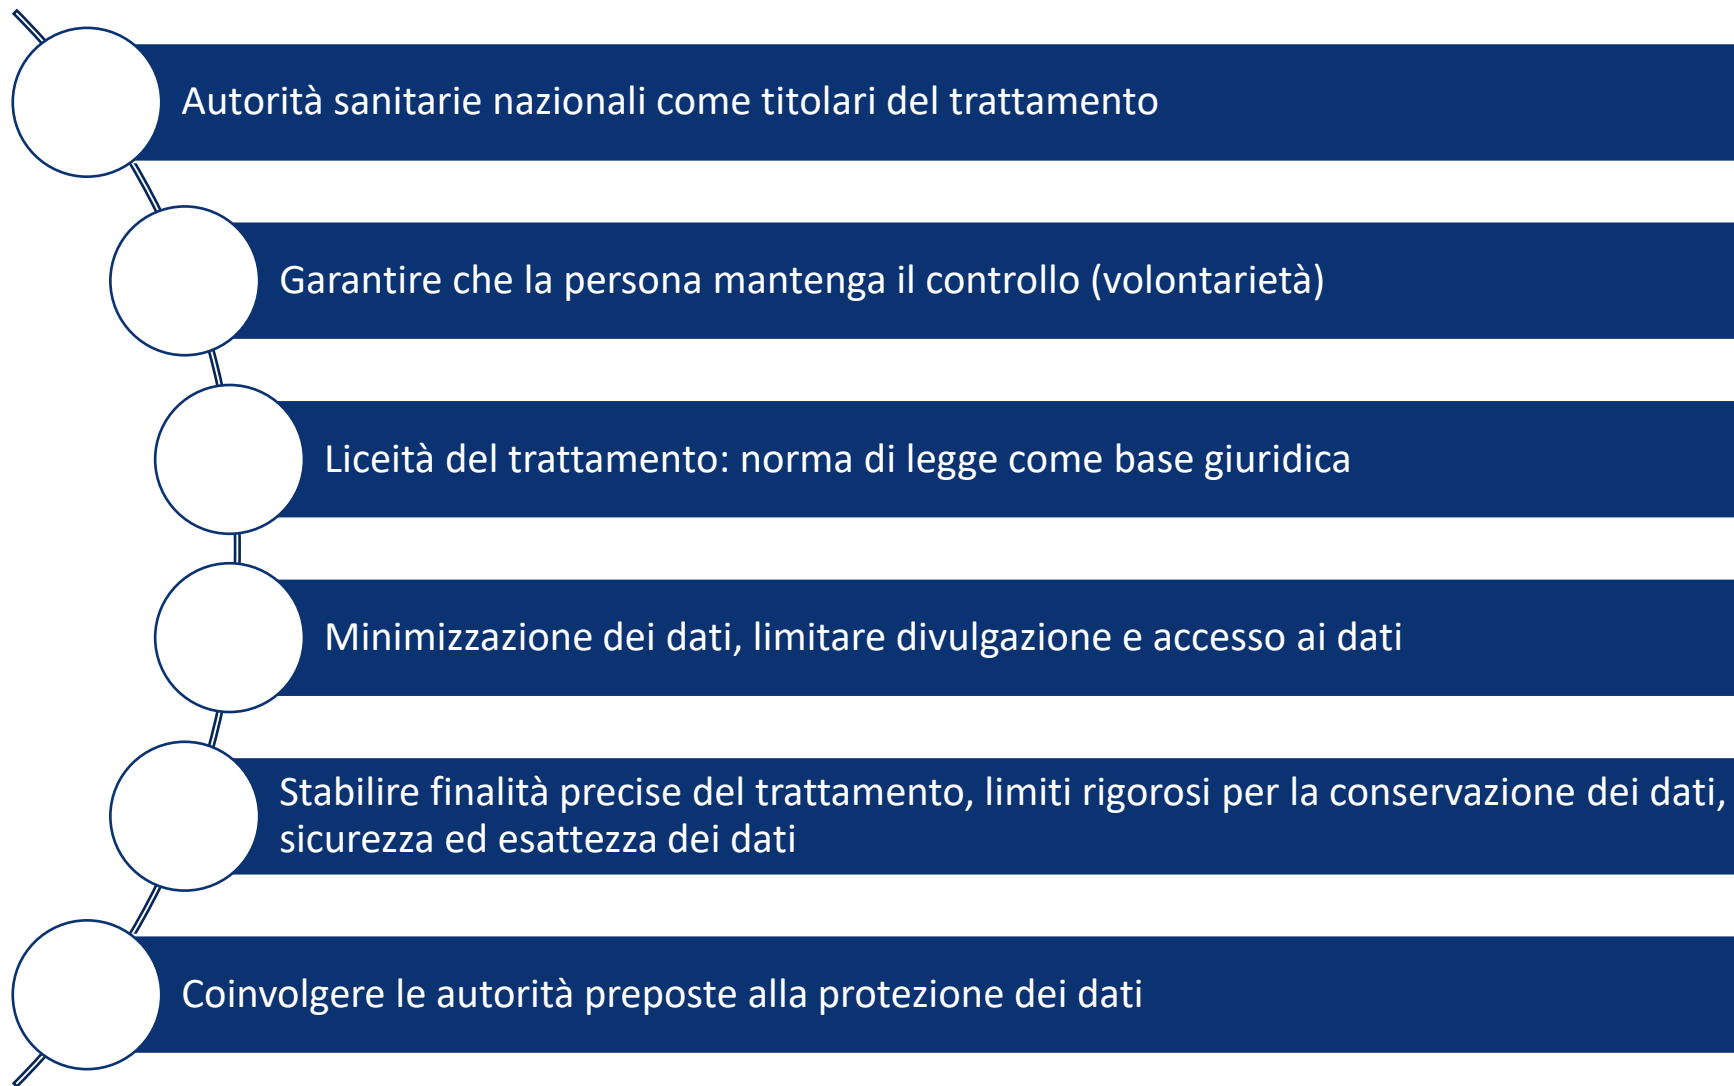 Autorità sanitarie nazionali come titolari del trattamento
Garantire che la persona mantenga il controllo (volontarietà)
Liceità del trattamento: norma di legge come base giuridica
Minimizzazione dei dati, limitare divulgazione e accesso ai dati
Stabilire finalità precise del trattamento, limiti rigorosi per la conservazione dei dati,
sicurezza ed esattezza dei dati
Coinvolgere le autorità preposte alla protezione dei dati